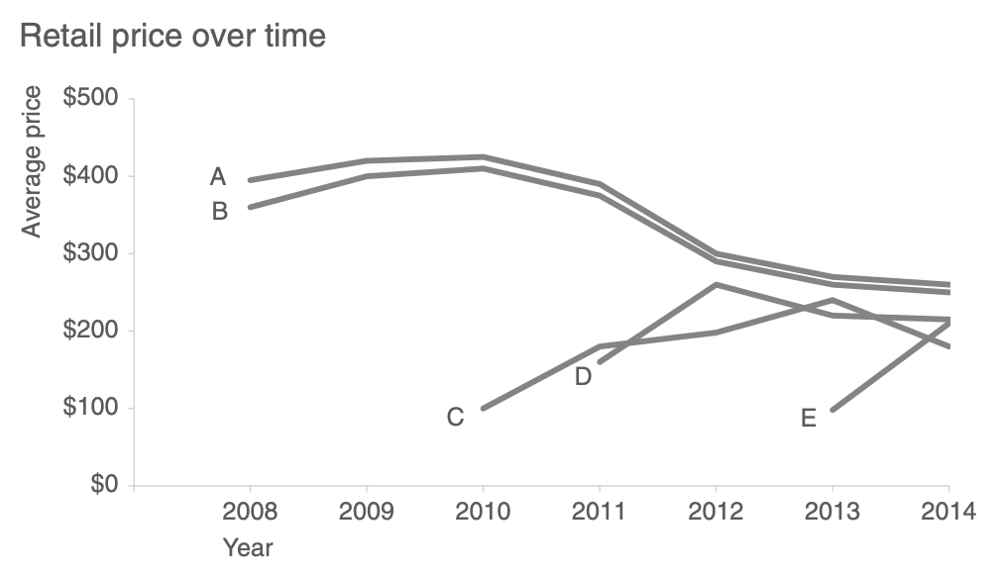 Retail price over time
Average price
$500
$400
$300
$200
$100
$0
A
B
C
D
E
2008 2009 2010 2011 2012 2013 2014
Year